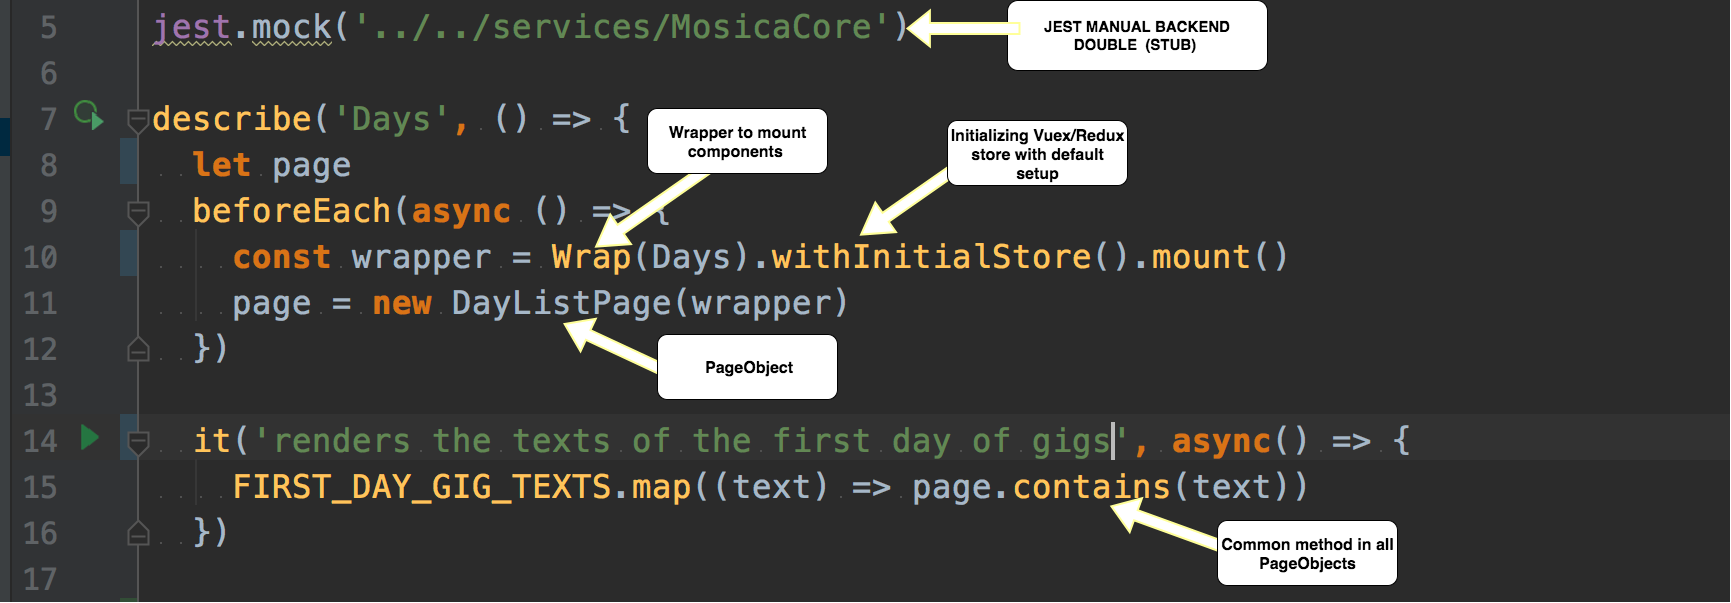 5 jest.mock('../../services/MosicaCore')
JEST MANUAL BACKEND
DOUBLE (STUB)
6
7 describe('Days', () => {
Wrapper to mount
components
Initializing Vuex/Redux
store with default
setup
8 let page
9 beforeEach(async () => {
10 const wrapper = Wrap(Days).withInitialStore().mount()
11 page = new DayListPage(wrapper)
12 })
PageObject
13
14 it('renders the texts of the first day of gigs', async() => {
15 FIRST_DAY_GIG_TEXTS.map((text) => page.contains(text))
16 })
Common method in all
PageObjects
17